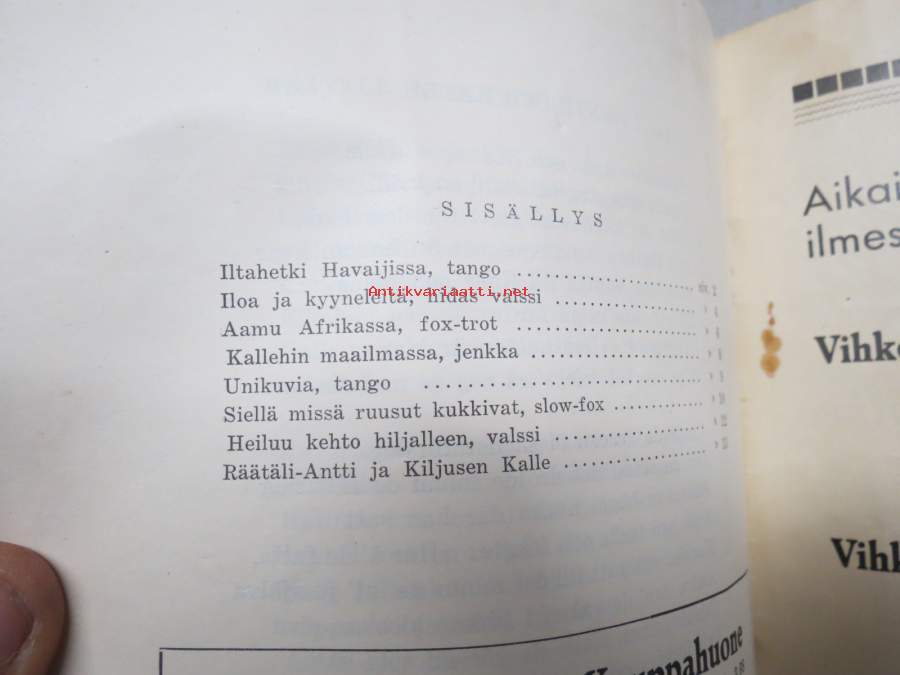 SISÄLLYS
Iltahetki Havaijissa, tango
Iloa ja kyyneleitä, hidas valssi
Aamu Afrikassa, fox-trot
Kallehin maailmassa, jenkka
Unikuvia, tango
Siellä missä ruusut kukkivat, slow-fox
Heiluu kehto hiljalleen, valssi
Räätäli-Antti ja Kiljusen Kalle
Antikvariaatti.net
Aikai
ilmes
Vihko
Vihk